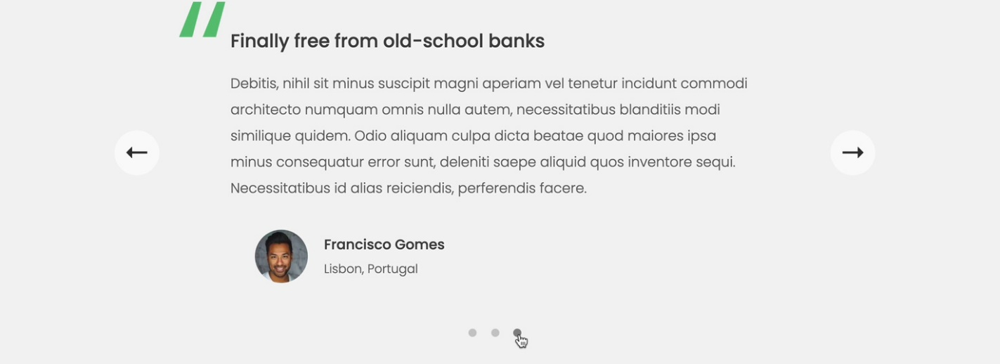 Finally free from old-school banks
Debitis, nihil sit minus suscipit magni aperiam vel tenetur incidunt commodi
architecto numquam omnis nulla autem, necessitatibus blanditiis modi
similique quidem. Odio aliquam culpa dicta beatae quod maiores ipsa
minus consequatur error sunt, deleniti saepe aliquid quos inventore sequi.
Necessitatibus id alias reiciendis, perferendis facere.
Francisco Gomes
Lisbon, Portugal